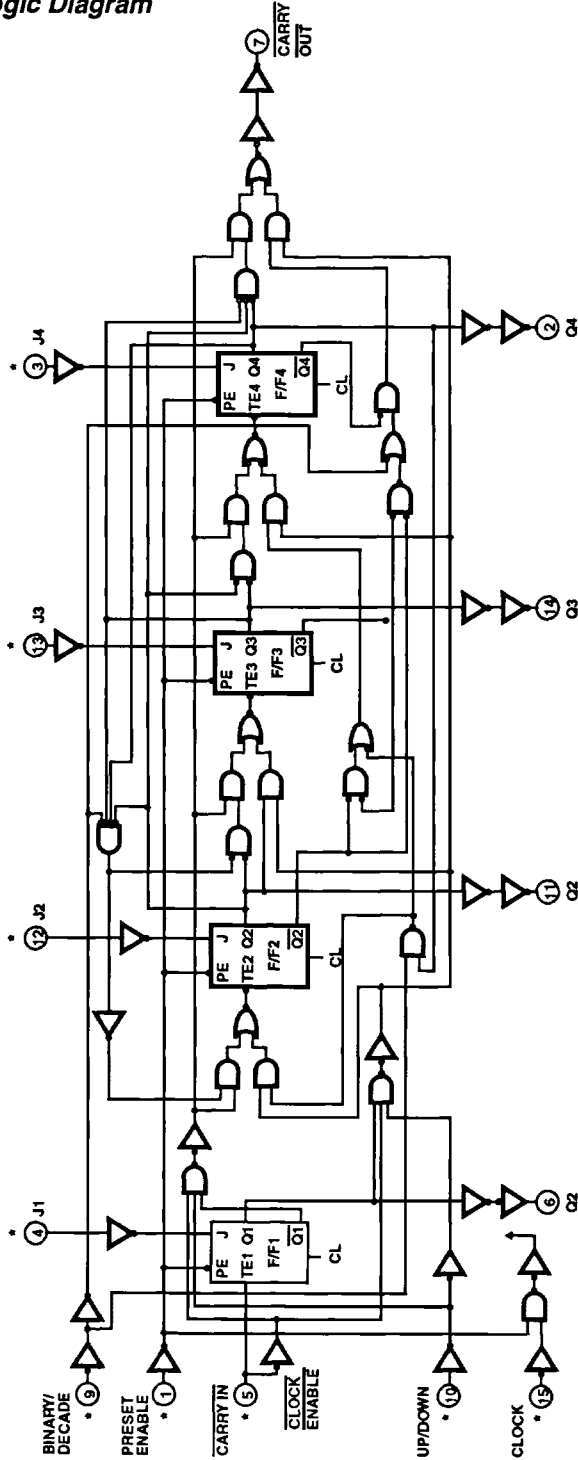 ogic Diagram
BINARY/
DECADE
* 9
PRESET
ENABLE
* 1
CARRY IN
* 5
CLOCK
ENABLE
UP/DOWN
* 10
CLOCK
* 15
* 4 J1
* 12 J2
* 13 J3
* 3 J4
PE J
TE1 Q1
F/F1
Q1
CL
PE J
TE2 Q2
F/F2
Q2
CL
PE J
TE3 Q3
F/F3
Q3
CL
PE J
TE4 Q4
F/F4
Q4
CL
7
CARRY
OUT
6
Q2
11
Q2
14
Q3
2
Q4